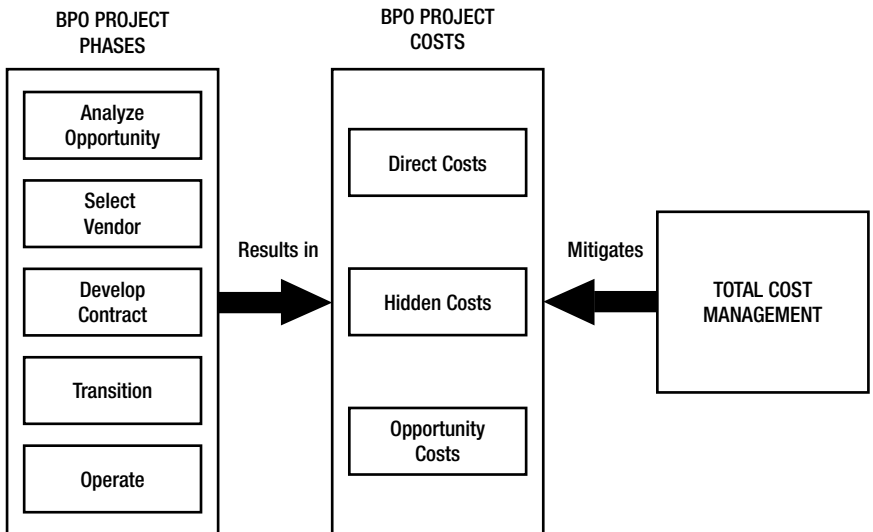 BPO PROJECT
PHASES
Analyze
Opportunity
Select
Vendor
Develop
Contract
Transition
Operate
Results in
BPO PROJECT
COSTS
Direct Costs
Hidden Costs
Opportunity
Costs
Mitigates
TOTAL COST
MANAGEMENT